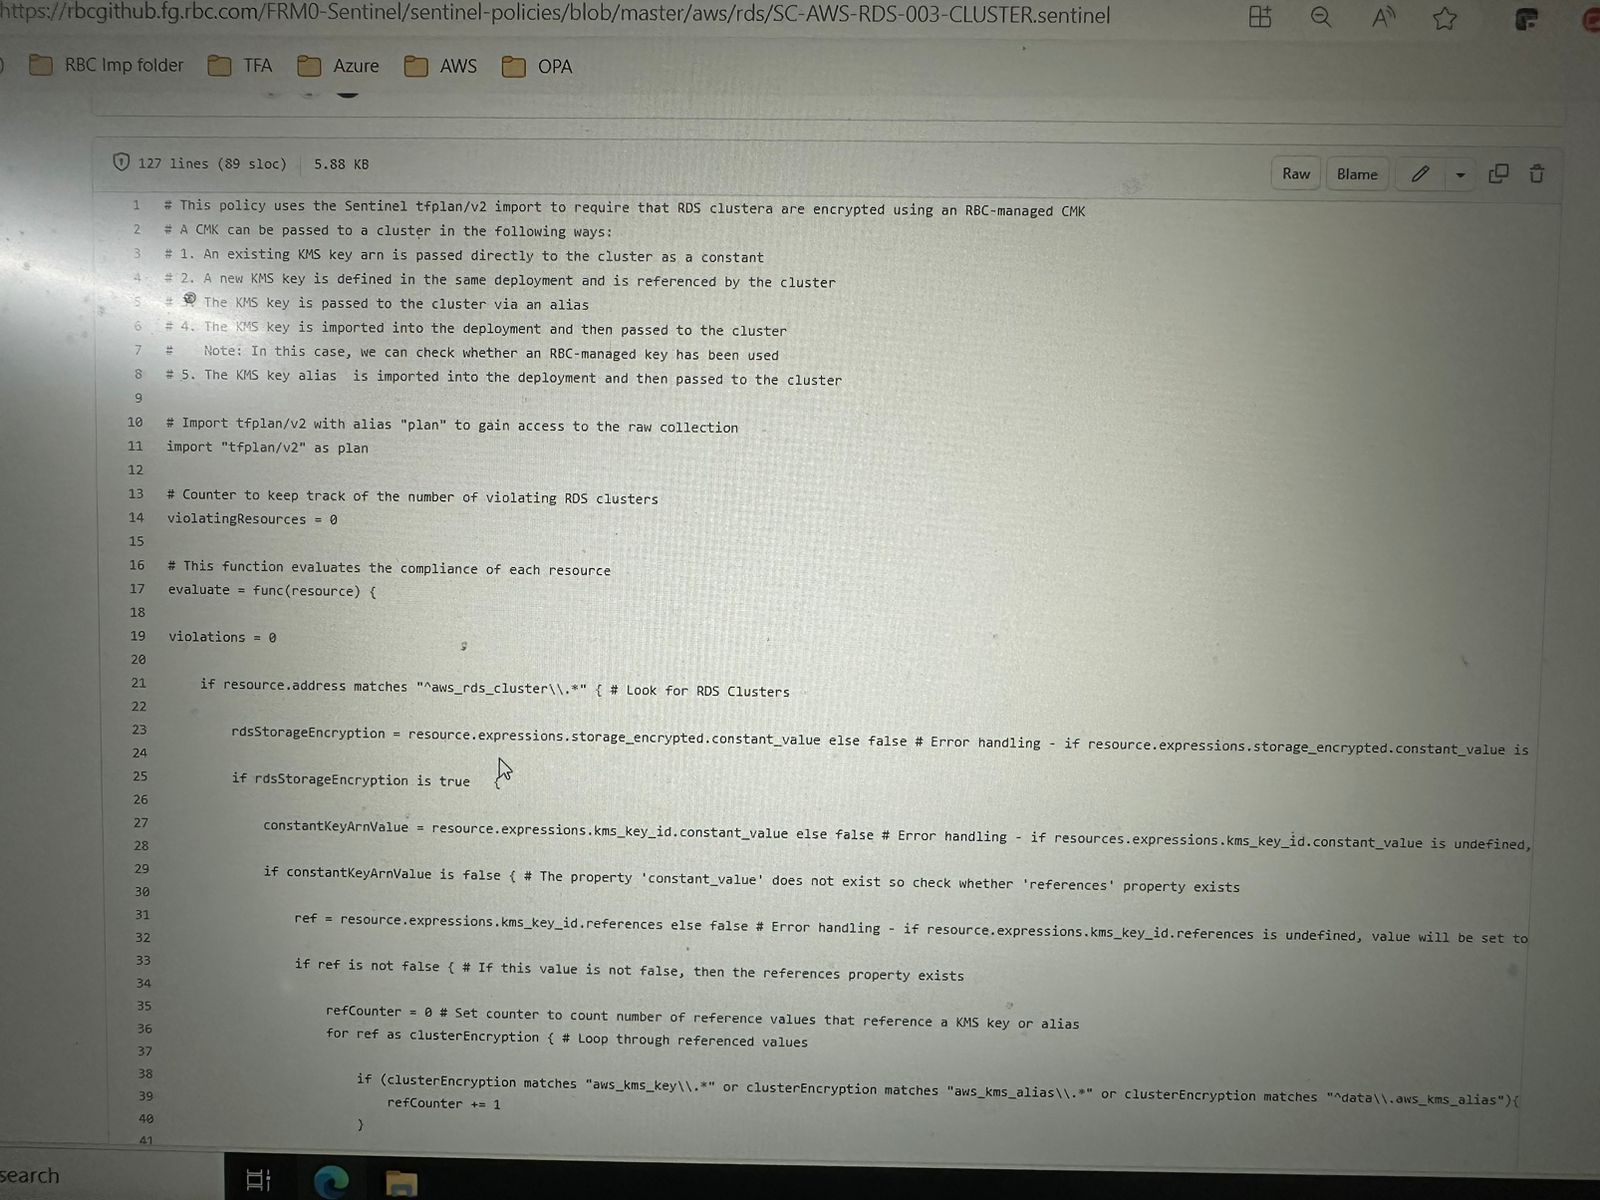 https://rbcgithub.fg.rbc.com/FRM0-Sentinel/sentinel-policies/blob/master/aws/rds/SC-AWS-RDS-003-CLUSTER.sentinel
RBC Imp folder TFA Azure AWS OPA
127 lines (89 sloc) 5.88 KB Raw Blame
1 # This policy uses the Sentinel tfplan/v2 import to require that RDS clustera are encrypted using an RBC-managed CMK
2 # A CMK can be passed to a cluster in the following ways:
3 # 1. An existing KMS key arn is passed directly to the cluster as a constant
4 # 2. A new KMS key is defined in the same deployment and is referenced by the cluster
5 # The KMS key is passed to the cluster via an alias
6 # 4. The KMS key is imported into the deployment and then passed to the cluster
7 # Note: In this case, we can check whether an RBC-managed key has been used
8 # 5. The KMS key alias  is imported into the deployment and then passed to the cluster
9
10 # Import tfplan/v2 with alias "plan" to gain access to the raw collection
11 import "tfplan/v2" as plan
12
13 # Counter to keep track of the number of violating RDS clusters
14 violatingResources = 0
15
16 # This function evaluates the compliance of each resource
17 evaluate = func(resource) {
18
19 violations = 0
20
21 if resource.address matches "^aws_rds_cluster\\.*" { # Look for RDS Clusters
22
23 rdsStorageEncryption = resource.expressions.storage_encrypted.constant_value else false # Error handling - if resource.expressions.storage_encrypted.constant_value is
24
25 if rdsStorageEncryption is true {
26
27 constantKeyArnValue = resource.expressions.kms_key_id.constant_value else false # Error handling - if resources.expressions.kms_key_id.constant_value is undefined,
28
29 if constantKeyArnValue is false { # The property 'constant_value' does not exist so check whether 'references' property exists
30
31 ref = resource.expressions.kms_key_id.references else false # Error handling - if resource.expressions.kms_key_id.references is undefined, value will be set to
32
33 if ref is not false { # If this value is not false, then the references property exists
34
35 refCounter = 0 # Set counter to count number of reference values that reference a KMS key or alias
36 for ref as clusterEncryption { # Loop through referenced values
37
38 if (clusterEncryption matches "aws_kms_key\\.*" or clusterEncryption matches "aws_kms_alias\\.*" or clusterEncryption matches "^data\\.aws_kms_alias"){
39 refCounter += 1
40 }
41
search